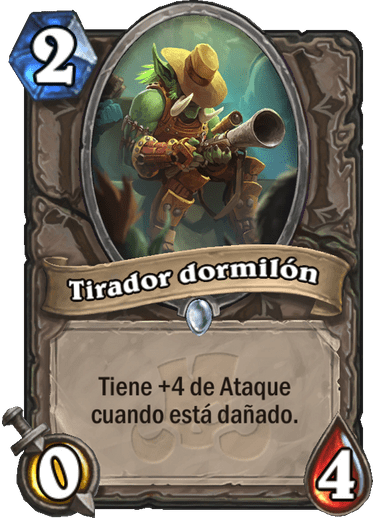 2
Tirador dormilón
Tiene +4 de Ataque
cuando está dañado.
0
4